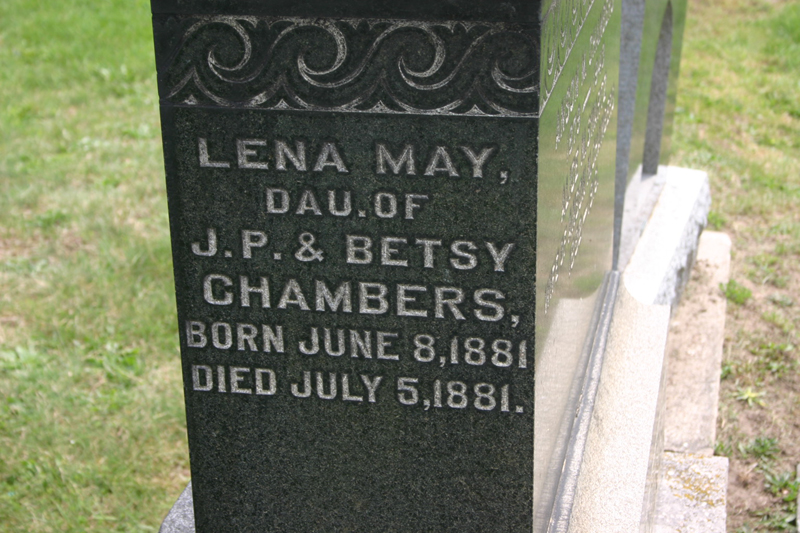 LENA MAY,
DAU. OF
J.P. & BETSY
CHAMBERS,
BORN JUNE 8, 1881
DIED JULY 5, 1881.